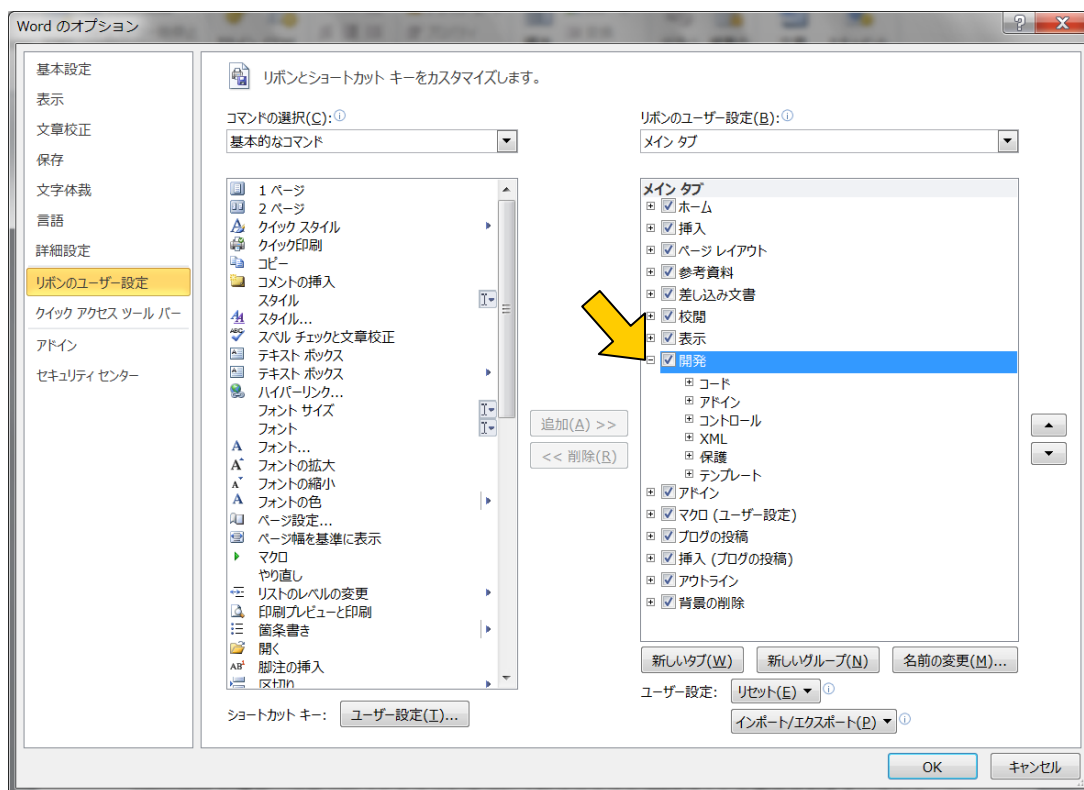 Word のオプション
基本設定
表示
文章校正
保存
文字体裁
言語
詳細設定
リボンのユーザー設定
クイック アクセス ツール バー
アドイン
セキュリティ センター
リボンとショートカット キーをカスタマイズします。
コマンドの選択(C):
基本的なコマンド
1 ページ
2 ページ
クイック スタイル
クイック印刷
コピー
コメントの挿入
スタイル
スタイル...
スペル チェックと文章校正
テキスト ボックス
テキスト ボックス
ハイパーリンク...
フォント サイズ
フォント
フォント...
フォントの拡大
フォントの縮小
フォントの色
ページ設定...
ページ幅を基準に表示
マクロ
やり直し
リストのレベルの変更
印刷プレビューと印刷
箇条書き
開く
脚注の挿入
区切り
ショートカット キー: ユーザー設定(T)...
追加(A) >>
<< 削除(R)
リボンのユーザー設定(B):
メイン タブ
メイン タブ
ホーム
挿入
ページ レイアウト
参考資料
差し込み文書
校閲
表示
開発
コード
アドイン
コントロール
XML
保護
テンプレート
アドイン
マクロ (ユーザー設定)
ブログの投稿
挿入 (ブログの投稿)
アウトライン
背景の削除
新しいタブ(W) 新しいグループ(N) 名前の変更(M)...
ユーザー設定: リセット(E)
インポート/エクスポート(P)
OK キャンセル